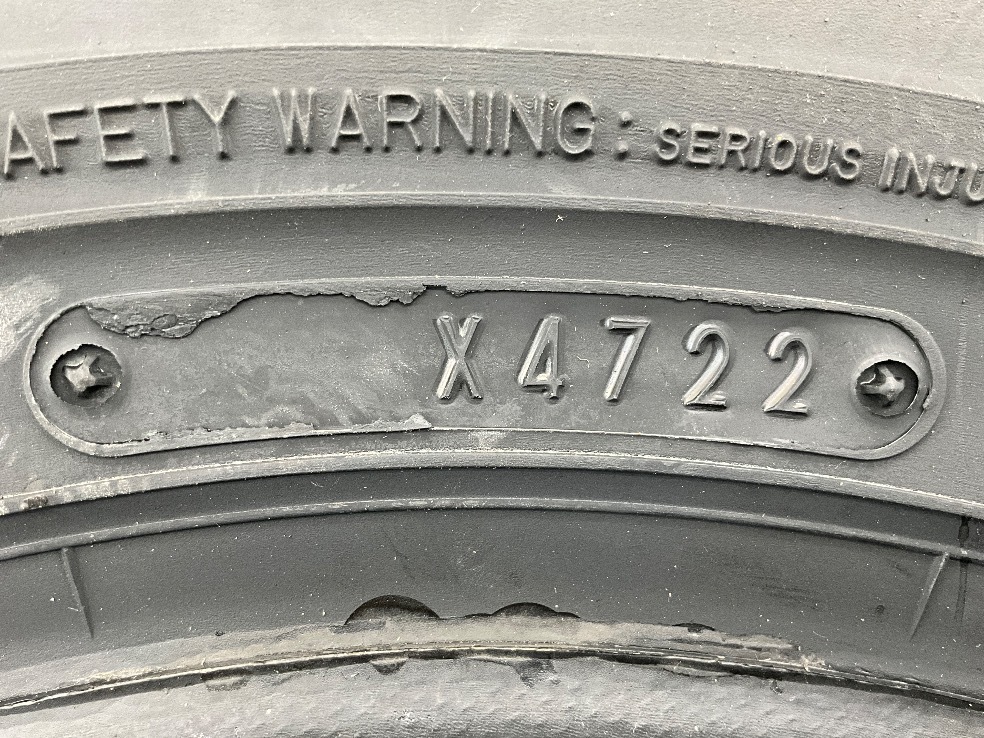 AFETY WARNING: SERIOUS INJU
X4722